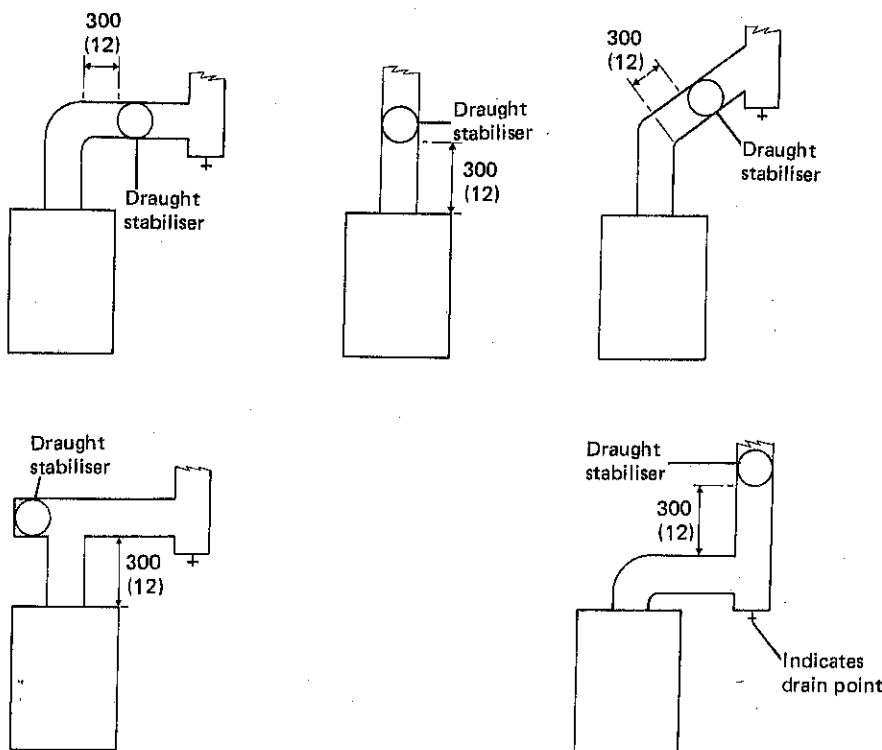 300
(12)
Draught
stabiliser
Draught
stabiliser
300
(12)
300
(12)
Draught
stabiliser
Draught
stabiliser
300
(12)
Draught
stabiliser
300
(12)
Indicates
drain point